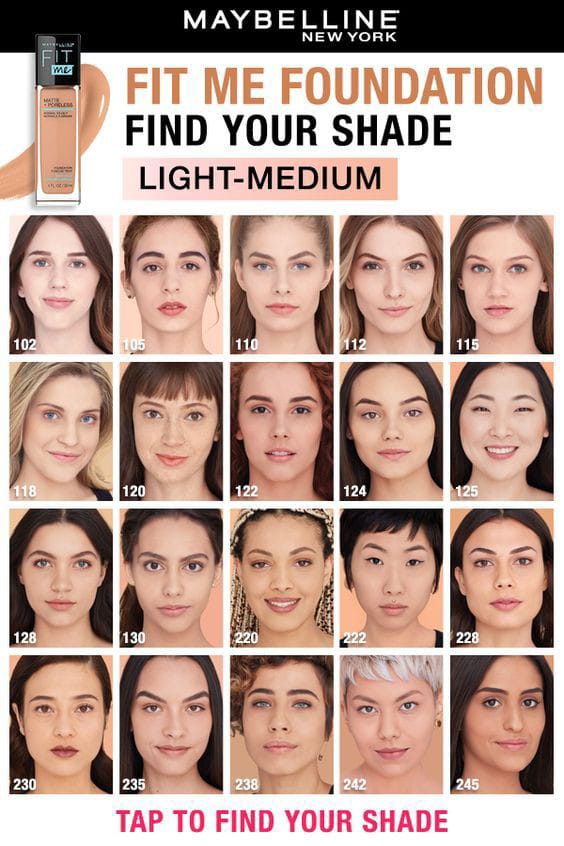 MAYBELLINE
NEW YORK
MAYBELLINE
FIT
me
MATTE
+ PORELESS
FIT ME FOUNDATION
FIND YOUR SHADE
LIGHT-MEDIUM
102 105 110 112 115
118 120 122 124 125
128 130 220 222 228
230 235 238 242 245
TAP TO FIND YOUR SHADE